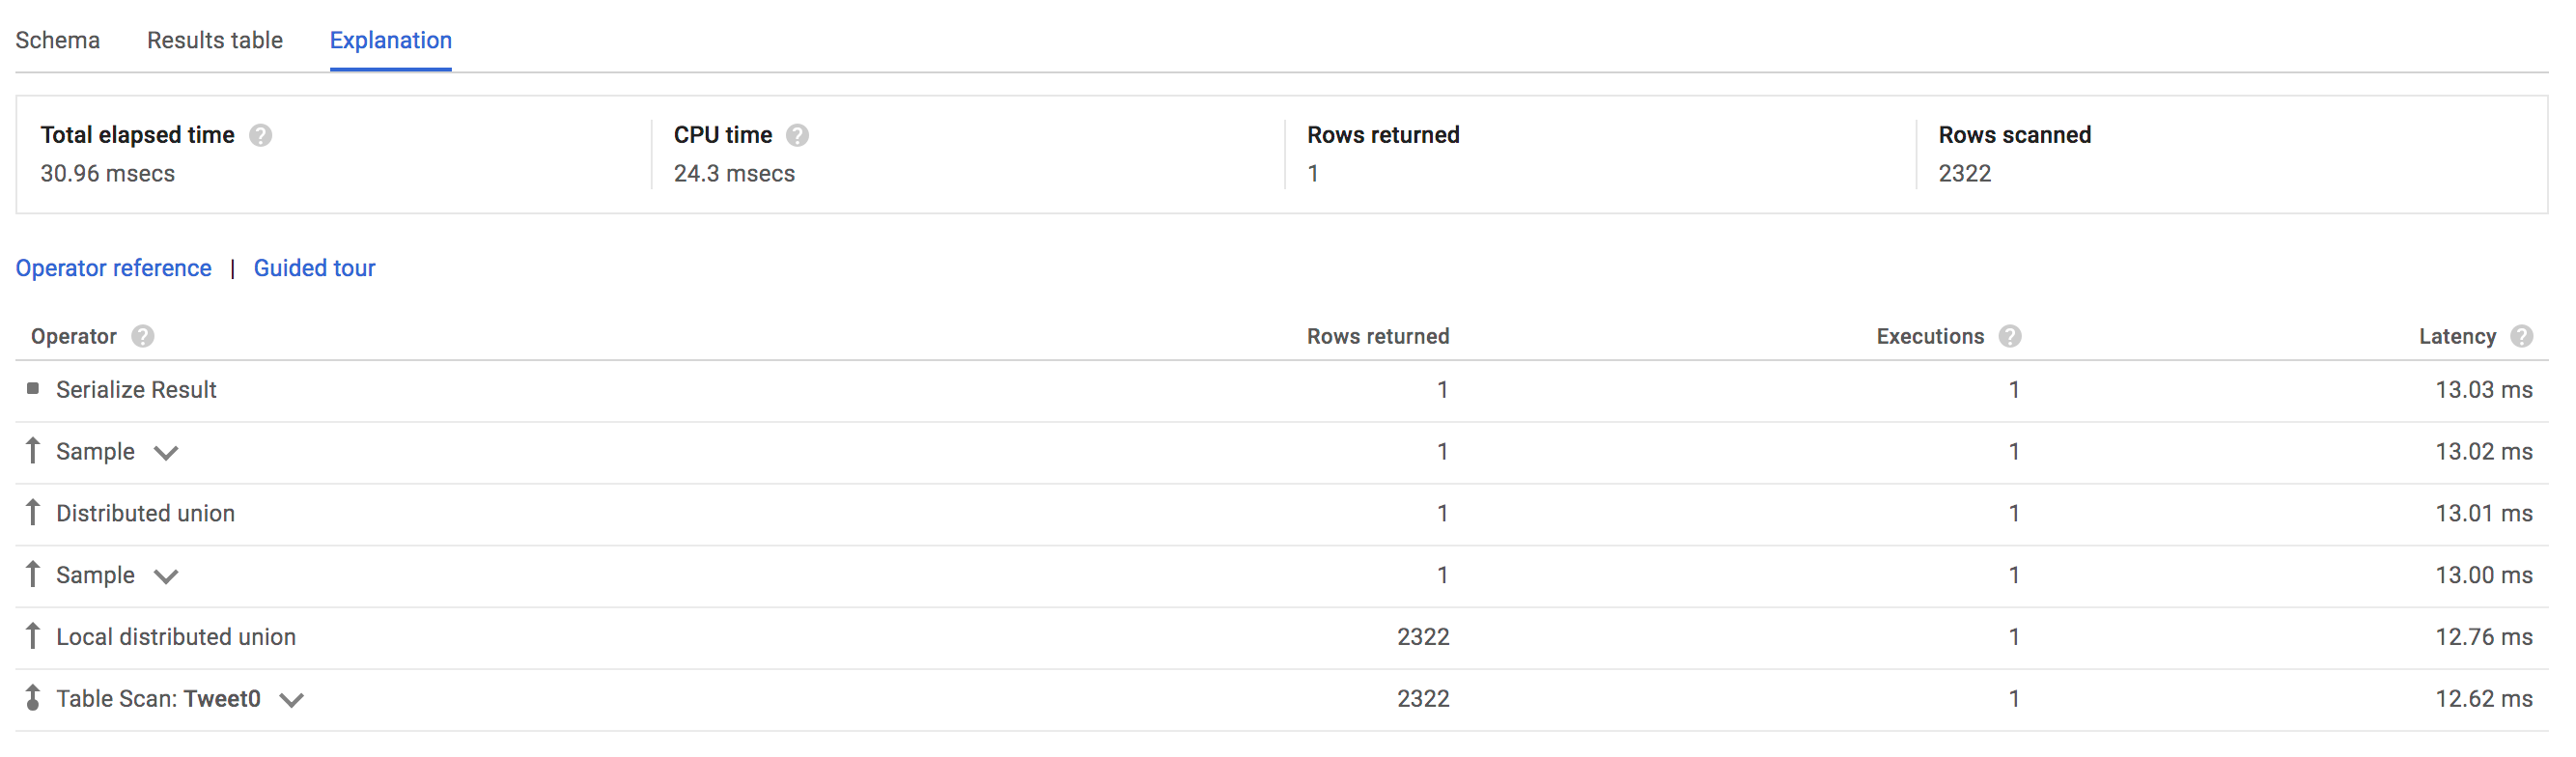 Schema Results table Explanation
Total elapsed time ? CPU time ? Rows returned Rows scanned
30.96 msecs 24.3 msecs 1 2322
Operator reference | Guided tour
Operator ? Rows returned Executions ? Latency ?
Serialize Result 1 1 13.03 ms
Sample 1 1 13.02 ms
Distributed union 1 1 13.01 ms
Sample 1 1 13.00 ms
Local distributed union 2322 1 12.76 ms
Table Scan: Tweet0 2322 1 12.62 ms